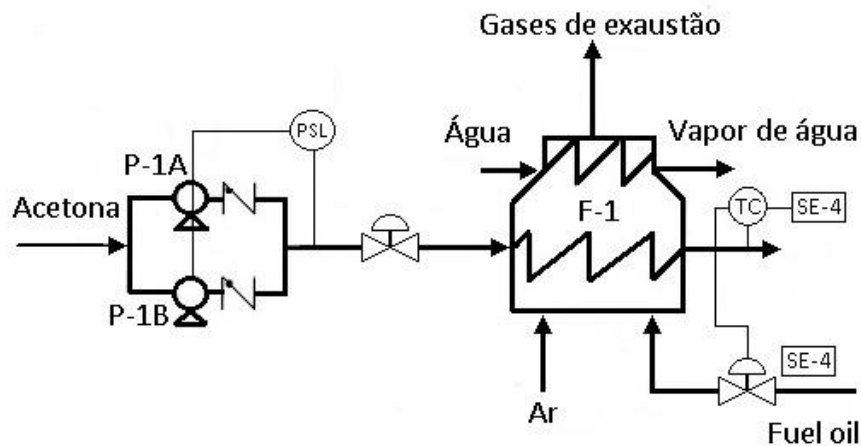 Gases de exaustão
PSL
Água
Vapor de água
P-1A
Acetona
F-1
TC
SE-4
P-1B
SE-4
Ar
Fuel oil